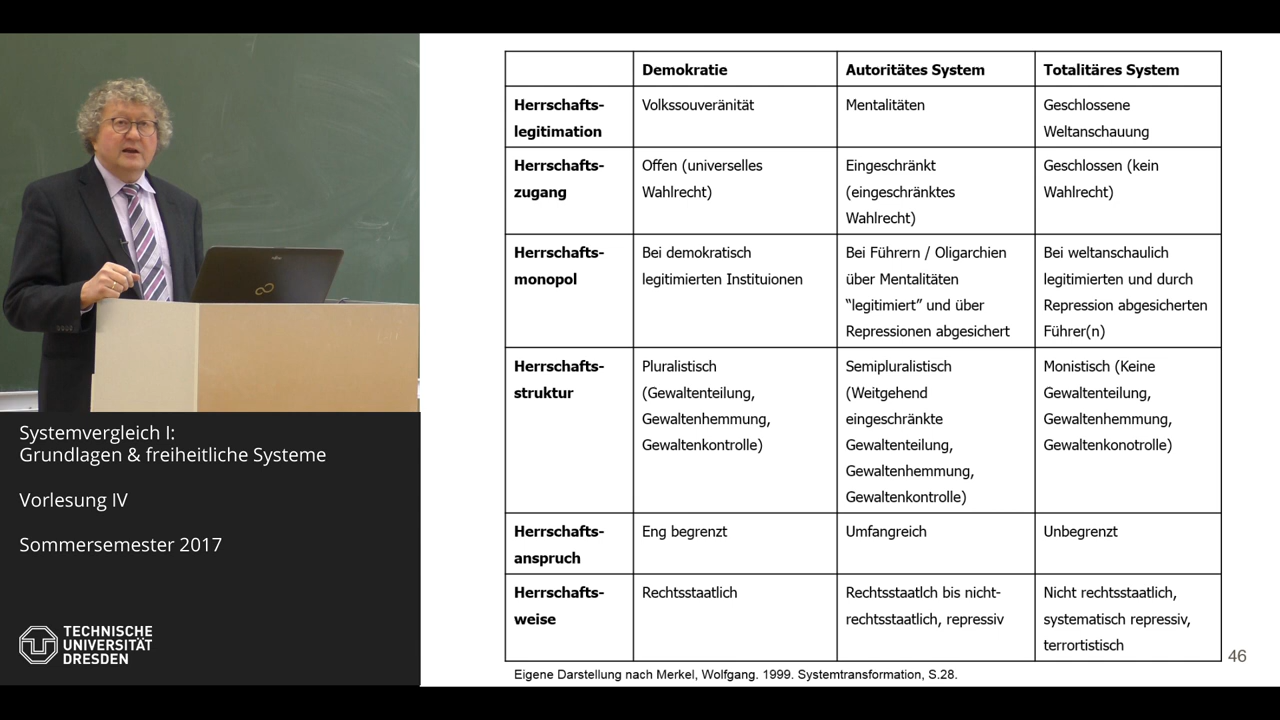 Systemvergleich I:
Grundlagen & freiheitliche Systeme
Vorlesung IV
Sommersemester 2017
TECHNISCHE
UNIVERSITÄT
DRESDEN
Demokratie
Autoritätes System
Totalitäres System
Herrschafts-
legitimation
Volkssouveränität
Mentalitäten
Geschlossene
Weltanschauung
Herrschafts-
zugang
Offen (universelles
Wahlrecht)
Eingeschränkt
(eingeschränktes
Wahlrecht)
Geschlossen (kein
Wahlrecht)
Herrschafts-
monopol
Bei demokratisch
legitimierten Instituionen
Bei Führern / Oligarchien
über Mentalitäten
“legitimiert” und über
Repressionen abgesichert
Bei weltanschaulich
legitimierten und durch
Repression abgesicherten
Führer(n)
Herrschafts-
struktur
Pluralistisch
(Gewaltenteilung,
Gewaltenhemmung,
Gewaltenkontrolle)
Semipluralistisch
(Weitgehend
eingeschränkte
Gewaltenteilung,
Gewaltenhemmung,
Gewaltenkontrolle)
Monistisch (Keine
Gewaltenteilung,
Gewaltenhemmung,
Gewaltenkonotrolle)
Herrschafts-
anspruch
Eng begrenzt
Umfangreich
Unbegrenzt
Herrschafts-
weise
Rechtsstaatlich
Rechtsstaatlch bis nicht-
rechtsstaatlich, repressiv
Nicht rechtsstaatlich,
systematisch repressiv,
terrortistisch
46
Eigene Darstellung nach Merkel, Wolfgang. 1999. Systemtransformation, S.28.